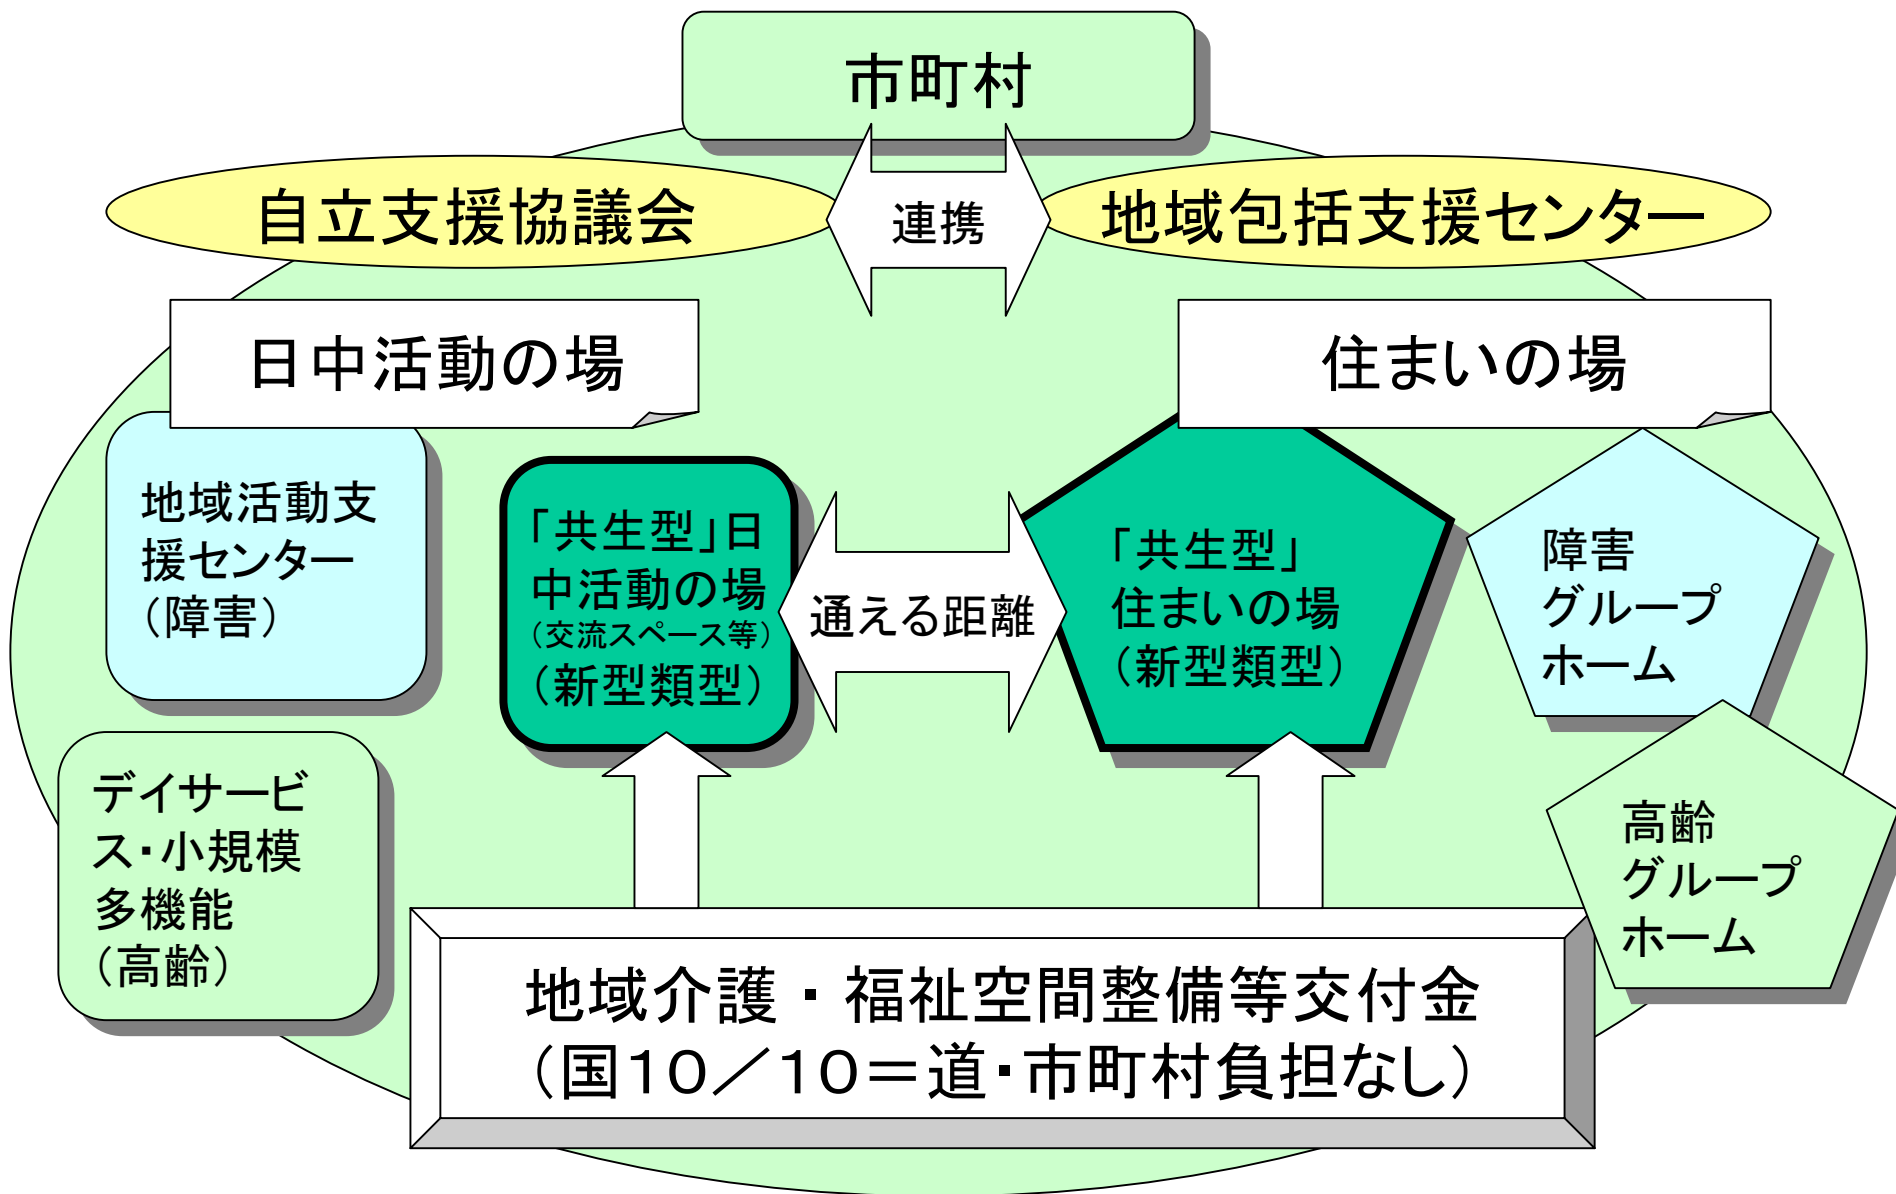 市町村
自立支援協議会
連携
地域包括支援センター
日中活動の場
住まいの場
地域活動支
援センター
（障害）
「共生型」日
中活動の場
（交流スペース等）
（新型類型）
通える距離
「共生型」
住まいの場
（新型類型）
障害
グループ
ホーム
デイサービ
ス・小規模
多機能
（高齢）
高齢
グループ
ホーム
地域介護・福祉空間整備等交付金
（国１０／１０＝道・市町村負担なし）